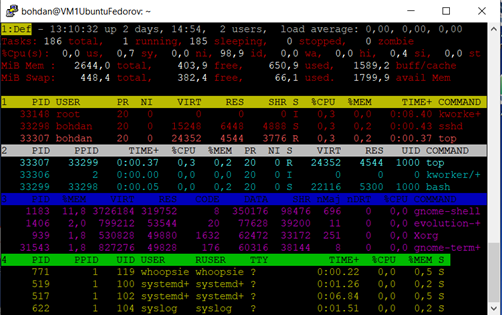 bohdan@VM1UbuntuFedorov: ~
1:Def - 13:10:32 up 2 days, 14:54, 2 users, load average: 0,00, 0,00, 0,00
Tasks: 186 total, 1 running, 185 sleeping, 0 stopped, 0 zombie
%Cpu(s): 0,0 us, 0,7 sy, 0,0 ni, 98,9 id, 0,0 wa, 0,0 hi, 0,4 si, 0,0 st
MiB Mem : 2644,0 total, 403,9 free, 650,9 used, 1589,2 buff/cache
MiB Swap: 448,4 total, 382,4 free, 66,1 used. 1799,9 avail Mem
1 PID USER PR NI VIRT RES SHR S %CPU %MEM TIME+ COMMAND
33148 root 20 0 0 0 0 I 0,3 0,0 0:00.40 kworke+
33298 bohdan 20 0 15248 6448 4888 S 0,3 0,2 0:00.43 sshd
33307 bohdan 20 0 24352 4544 3776 R 0,3 0,2 0:00.37 top
2 PID PPID TIME+ %CPU %MEM PR NI S VIRT RES UID COMMAND
33307 33299 0:00.37 0,3 0,2 20 0 R 24352 4544 1000 top
33306 2 0:00.00 0,0 0,0 20 0 I 0 0 0 kworker/+
33299 33298 0:00.05 0,0 0,2 20 0 S 22116 5300 1000 bash
3 PID %MEM VIRT RES CODE DATA SHR nMaj nDRT %CPU COMMAND
1183 11,8 3726184 319752 8 350176 98476 696 0 0,0 gnome-shell
1406 2,0 799212 53544 20 77628 39200 11 0 0,0 evolution-+
939 1,8 530828 49880 1632 62472 33172 251 0 0,0 Xorg
31543 1,8 827276 49828 176 60316 38144 8 0 0,0 gnome-term+
4 PID PPID UID USER RUSER TTY TIME+ %CPU %MEM S
771 1 119 whoopsie whoopsie ? 0:00.22 0,0 0,5 S
519 1 100 systemd+ systemd+ ? 0:01.26 0,0 0,2 S
517 1 102 systemd+ systemd+ ? 0:06.84 0,0 0,5 S
622 1 104 syslog syslog ? 0:01.51 0,0 0,2 S